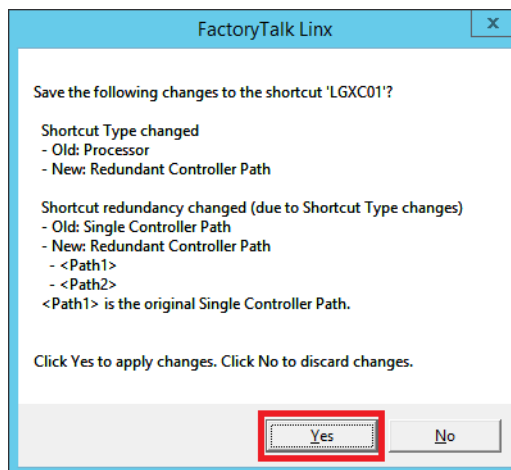 FactoryTalk Linx
x
Save the following changes to the shortcut 'LGXC01'?
Shortcut Type changed
- Old: Processor
- New: Redundant Controller Path
Shortcut redundancy changed (due to Shortcut Type changes)
- Old: Single Controller Path
- New: Redundant Controller Path
- <Path1>
- <Path2>
<Path1> is the original Single Controller Path.
Click Yes to apply changes. Click No to discard changes.
Yes
No